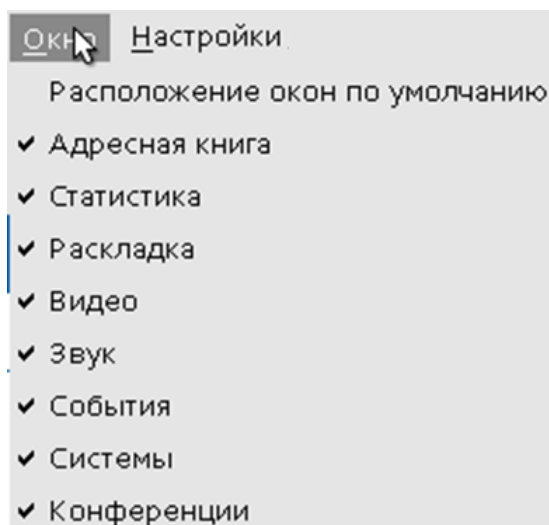 Окно Настройки
Расположение окон по умолчанию
Адресная книга
Статистика
Раскладка
Видео
Звук
События
Системы
Конференции